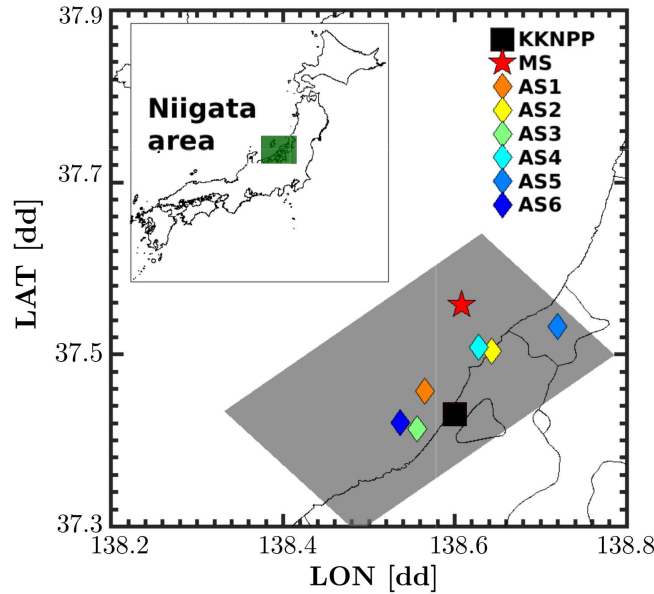 37.9
37.7
37.5
37.3
LAT [dd]
Niigata
area
KKNPP
MS
AS1
AS2
AS3
AS4
AS5
AS6
138.2
138.4
138.6
138.8
LON [dd]